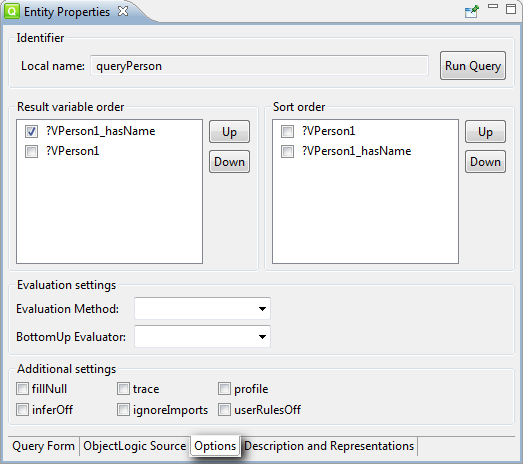 Q Entity Properties
Identifier
Local name: queryPerson Run Query
Result variable order
?VPerson1_hasName
?VPerson1
Up
Down
Sort order
?VPerson1
?VPerson1_hasName
Up
Down
Evaluation settings
Evaluation Method:
BottomUp Evaluator:
Additional settings
fillNull trace profile
inferOff ignoreImports userRulesOff
Query Form ObjectLogic Source Options Description and Representations